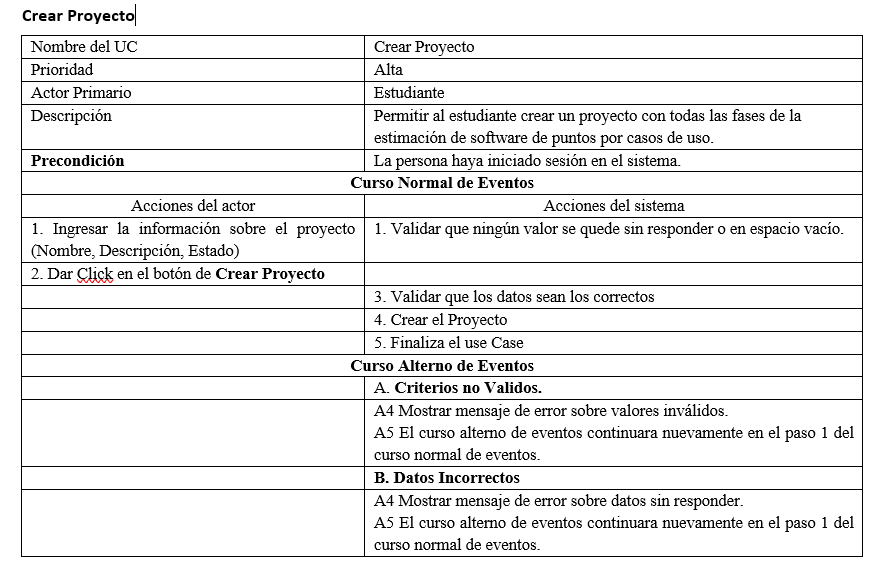 Crear Proyecto
Nombre del UC Crear Proyecto
Prioridad Alta
Actor Primario Estudiante
Descripción Permitir al estudiante crear un proyecto con todas las fases de la
estimación de software de puntos por casos de uso.
Precondición La persona haya iniciado sesión en el sistema.
Curso Normal de Eventos
Acciones del actor Acciones del sistema
1. Ingresar la información sobre el proyecto 1. Validar que ningún valor se quede sin responder o en espacio vacío.
(Nombre, Descripción, Estado)
2. Dar Click en el botón de Crear Proyecto
3. Validar que los datos sean los correctos
4. Crear el Proyecto
5. Finaliza el use Case
Curso Alterno de Eventos
A. Criterios no Validos.
A4 Mostrar mensaje de error sobre valores inválidos.
A5 El curso alterno de eventos continuara nuevamente en el paso 1 del
curso normal de eventos.
B. Datos Incorrectos
A4 Mostrar mensaje de error sobre datos sin responder.
A5 El curso alterno de eventos continuara nuevamente en el paso 1 del
curso normal de eventos.